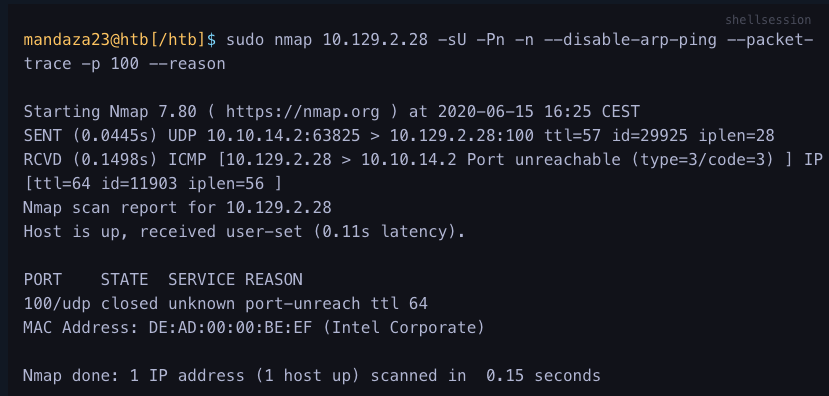 shellsession
mandaza23@htb[/htb]$ sudo nmap 10.129.2.28 -sU -Pn -n --disable-arp-ping --packet-
trace -p 100 --reason
Starting Nmap 7.80 ( https://nmap.org ) at 2020-06-15 16:25 CEST
SENT (0.0445s) UDP 10.10.14.2:63825 > 10.129.2.28:100 ttl=57 id=29925 iplen=28
RCVD (0.1498s) ICMP [10.129.2.28 > 10.10.14.2 Port unreachable (type=3/code=3) ] IP
[ttl=64 id=11903 iplen=56 ]
Nmap scan report for 10.129.2.28
Host is up, received user-set (0.11s latency).
PORT    STATE  SERVICE REASON
100/udp closed unknown port-unreach ttl 64
MAC Address: DE:AD:00:00:BE:EF (Intel Corporate)
Nmap done: 1 IP address (1 host up) scanned in  0.15 seconds